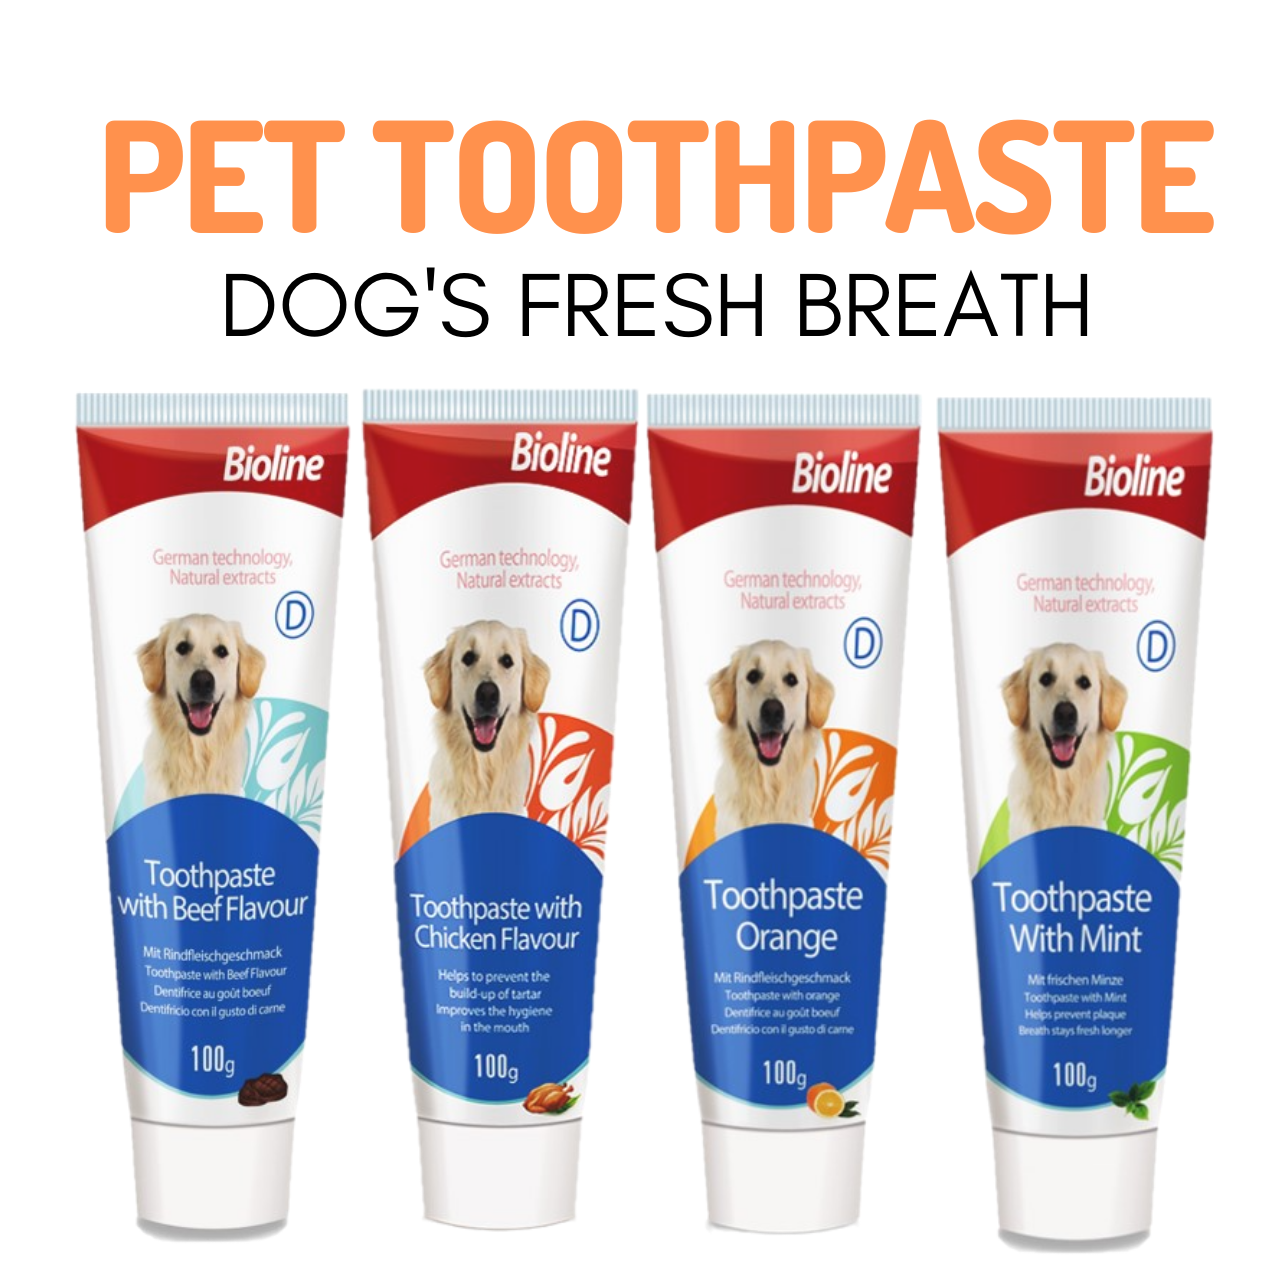 PET TOOTHPASTE
DOG'S FRESH BREATH
Bioline
German technology,
Natural extracts
D
Toothpaste
with Beef Flavour
Mit Rindfleischgeschmack
Toothpaste with Beef Flavour
Dentifrice au goût boeuf
Dentifricio con il gusto di carne
100g
Bioline
German technology,
Natural extracts
D
Toothpaste with
Chicken Flavour
Helps to prevent the
build-up of tartar
Improves the hygiene
in the mouth
100g
Bioline
German technology,
Natural extracts
D
Toothpaste
Orange
Mit Rindfleischgeschmack
Toothpaste with orange
Dentifrice au goût boeuf
Dentifricio con il gusto di carne
100g
Bioline
German technology,
Natural extracts
D
Toothpaste
With Mint
Mit frischen Minze
Toothpaste with Mint
Helps prevent plaque
Breath stays fresh longer
100g